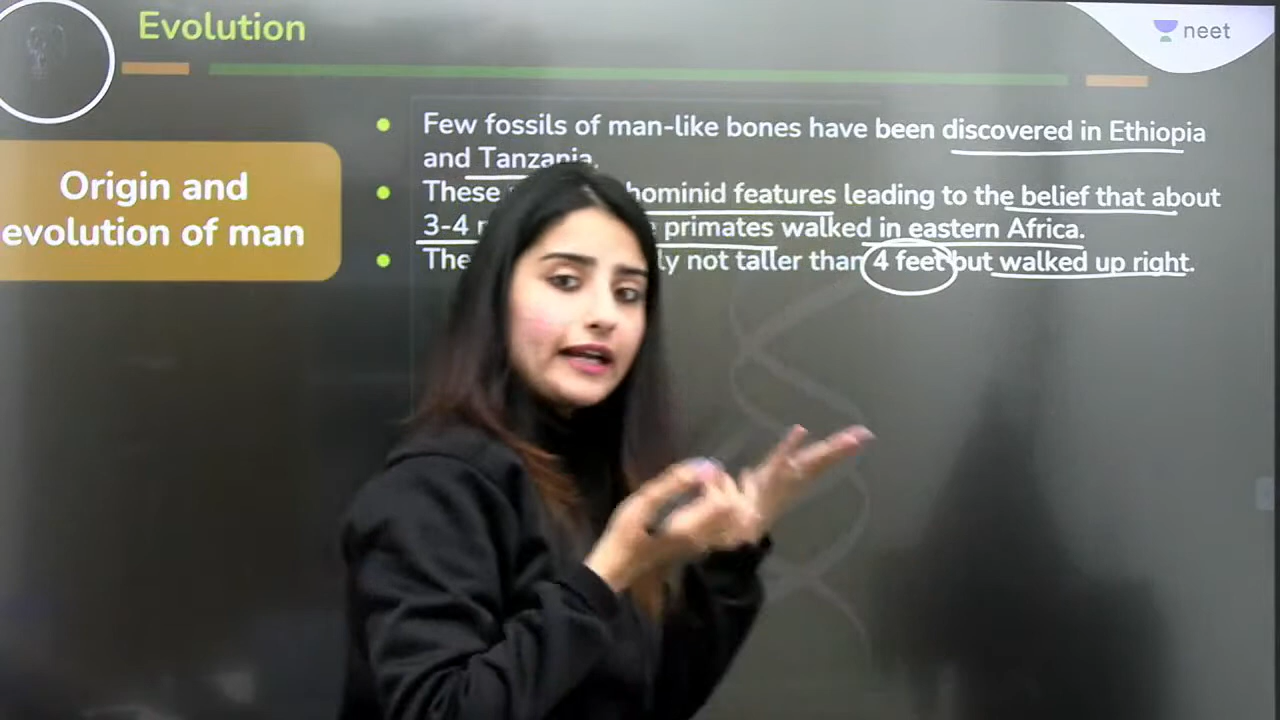 Evolution
neet
Origin and
evolution of man
Few fossils of man-like bones have been discovered in Ethiopia
and Tanzania.
These hominid features leading to the belief that about
3-4 primates walked in eastern Africa.
not taller than 4 feet but walked up right.